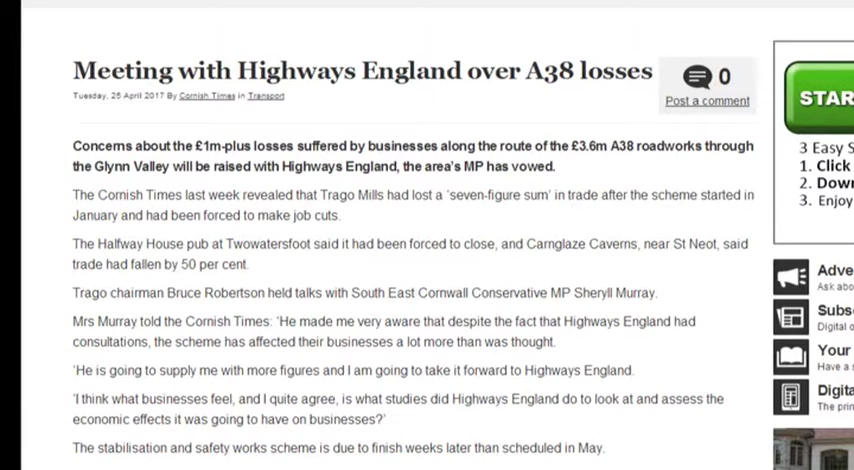 Meeting with Highways England over A38 losses
0
Tuesday, 25 April 2017 By Cornish Times in Transport
Post a comment
Concerns about the £1m-plus losses suffered by businesses along the route of the £3.6m A38 roadworks through
the Glynn Valley will be raised with Highways England, the area's MP has vowed.
The Cornish Times last week revealed that Trago Mills had lost a 'seven-figure sum' in trade after the scheme started in
January and had been forced to make job cuts.
The Halfway House pub at Twowatersfoot said it had been forced to close, and Carnglaze Caverns, near St Neot, said
trade had fallen by 50 per cent.
Trago chairman Bruce Robertson held talks with South East Cornwall Conservative MP Sheryll Murray.
Mrs Murray told the Cornish Times: 'He made me very aware that despite the fact that Highways England had
consultations, the scheme has affected their businesses a lot more than was thought.
'He is going to supply me with more figures and I am going to take it forward to Highways England.
'I think what businesses feel, and I quite agree, is what studies did Highways England do to look at and assess the
economic effects it was going to have on businesses?'
The stabilisation and safety works scheme is due to finish weeks later than scheduled in May.
STAR
3 Easy S
1. Click
2. Down
3. Enjoy
Adve
Ask abo
Subs
Digital o
Your
Have a s
Digita
The prin